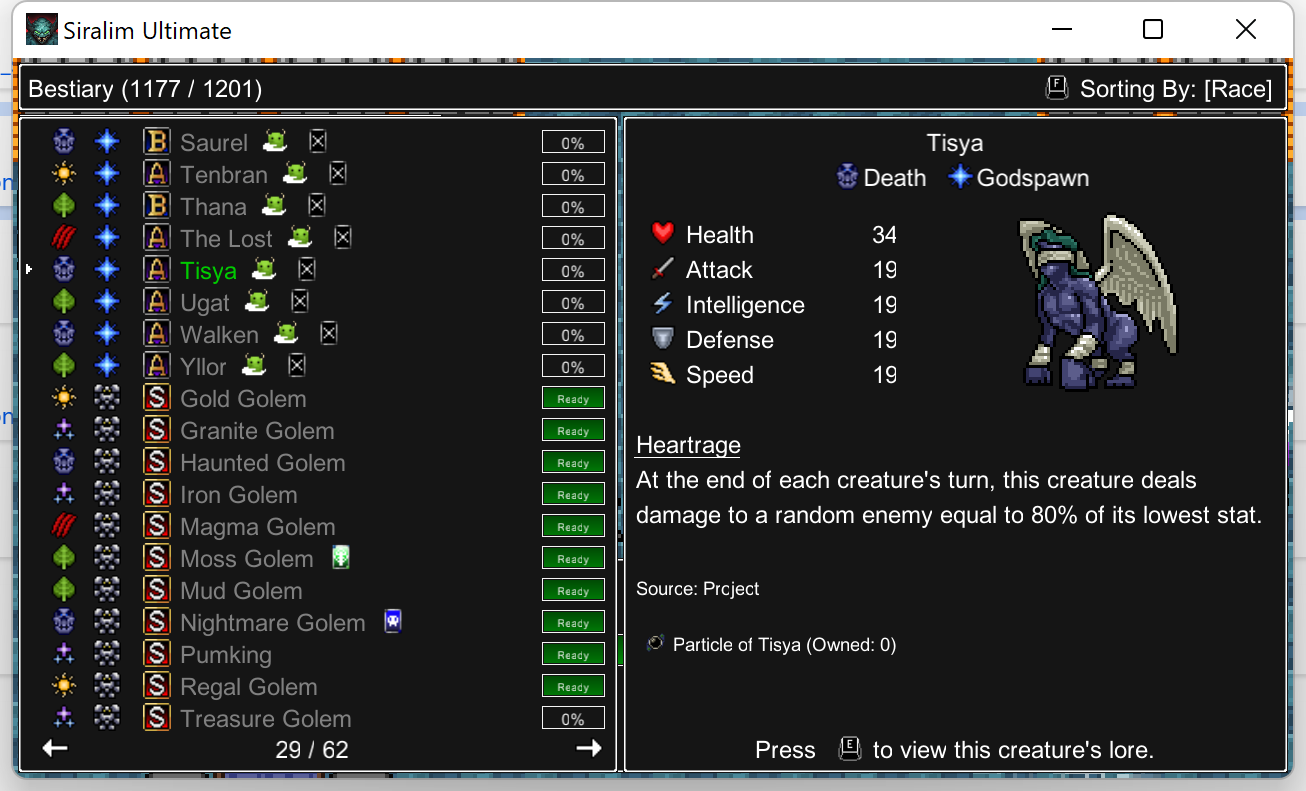 Siralim Ultimate
Bestiary (1177 / 1201)
F Sorting By: [Race]
B Saurel 0%
A Tenbran 0%
B Thana 0%
A The Lost 0%
A Tisya 0%
A Ugat 0%
A Walken 0%
A Yllor 0%
S Gold Golem Ready
S Granite Golem Ready
S Haunted Golem Ready
S Iron Golem Ready
S Magma Golem Ready
S Moss Golem Ready
S Mud Golem Ready
S Nightmare Golem Ready
S Pumking Ready
S Regal Golem Ready
S Treasure Golem 0%
29 / 62
Tisya
Death Godspawn
Health 34
Attack 19
Intelligence 19
Defense 19
Speed 19
Heartrage
At the end of each creature's turn, this creature deals
damage to a random enemy equal to 80% of its lowest stat.
Source: Project
Particle of Tisya (Owned: 0)
Press E to view this creature's lore.